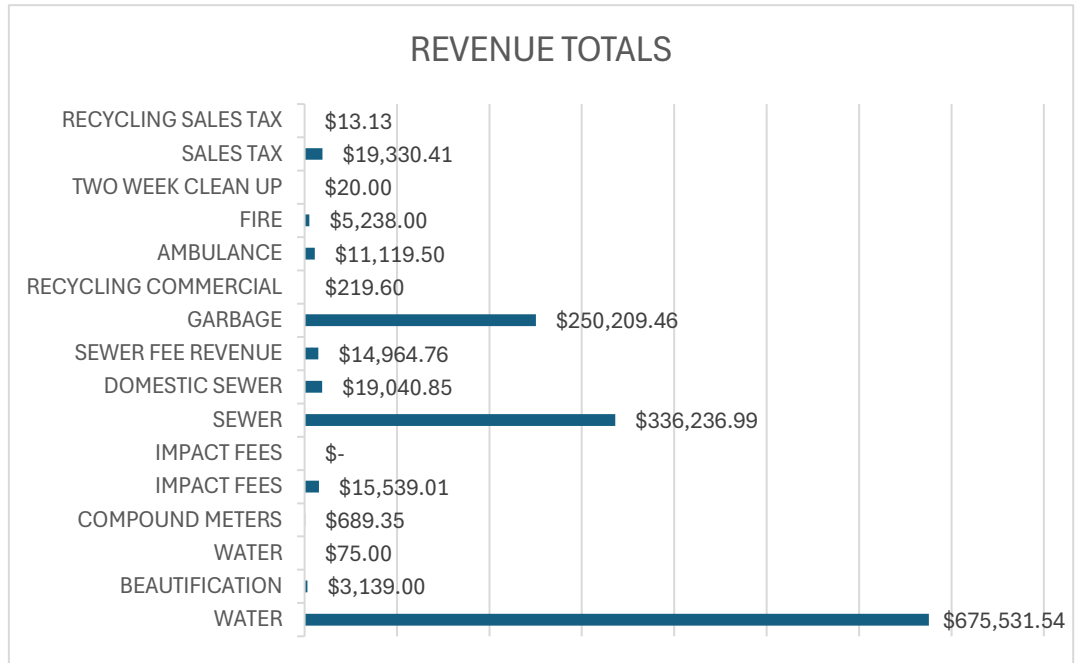 REVENUE TOTALS
RECYCLING SALES TAX $13.13
SALES TAX $19,330.41
TWO WEEK CLEAN UP $20.00
FIRE $5,238.00
AMBULANCE $11,119.50
RECYCLING COMMERCIAL $219.60
GARBAGE $250,209.46
SEWER FEE REVENUE $14,964.76
DOMESTIC SEWER $19,040.85
SEWER $336,236.99
IMPACT FEES $-
IMPACT FEES $15,539.01
COMPOUND METERS $689.35
WATER $75.00
BEAUTIFICATION $3,139.00
WATER $675,531.54